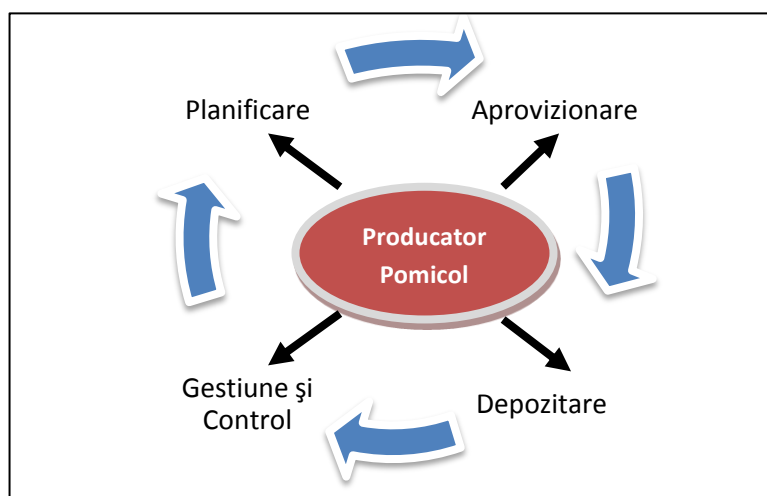 Planificare
Aprovizionare
Producator
Pomicol
Gestiune şi
Control
Depozitare